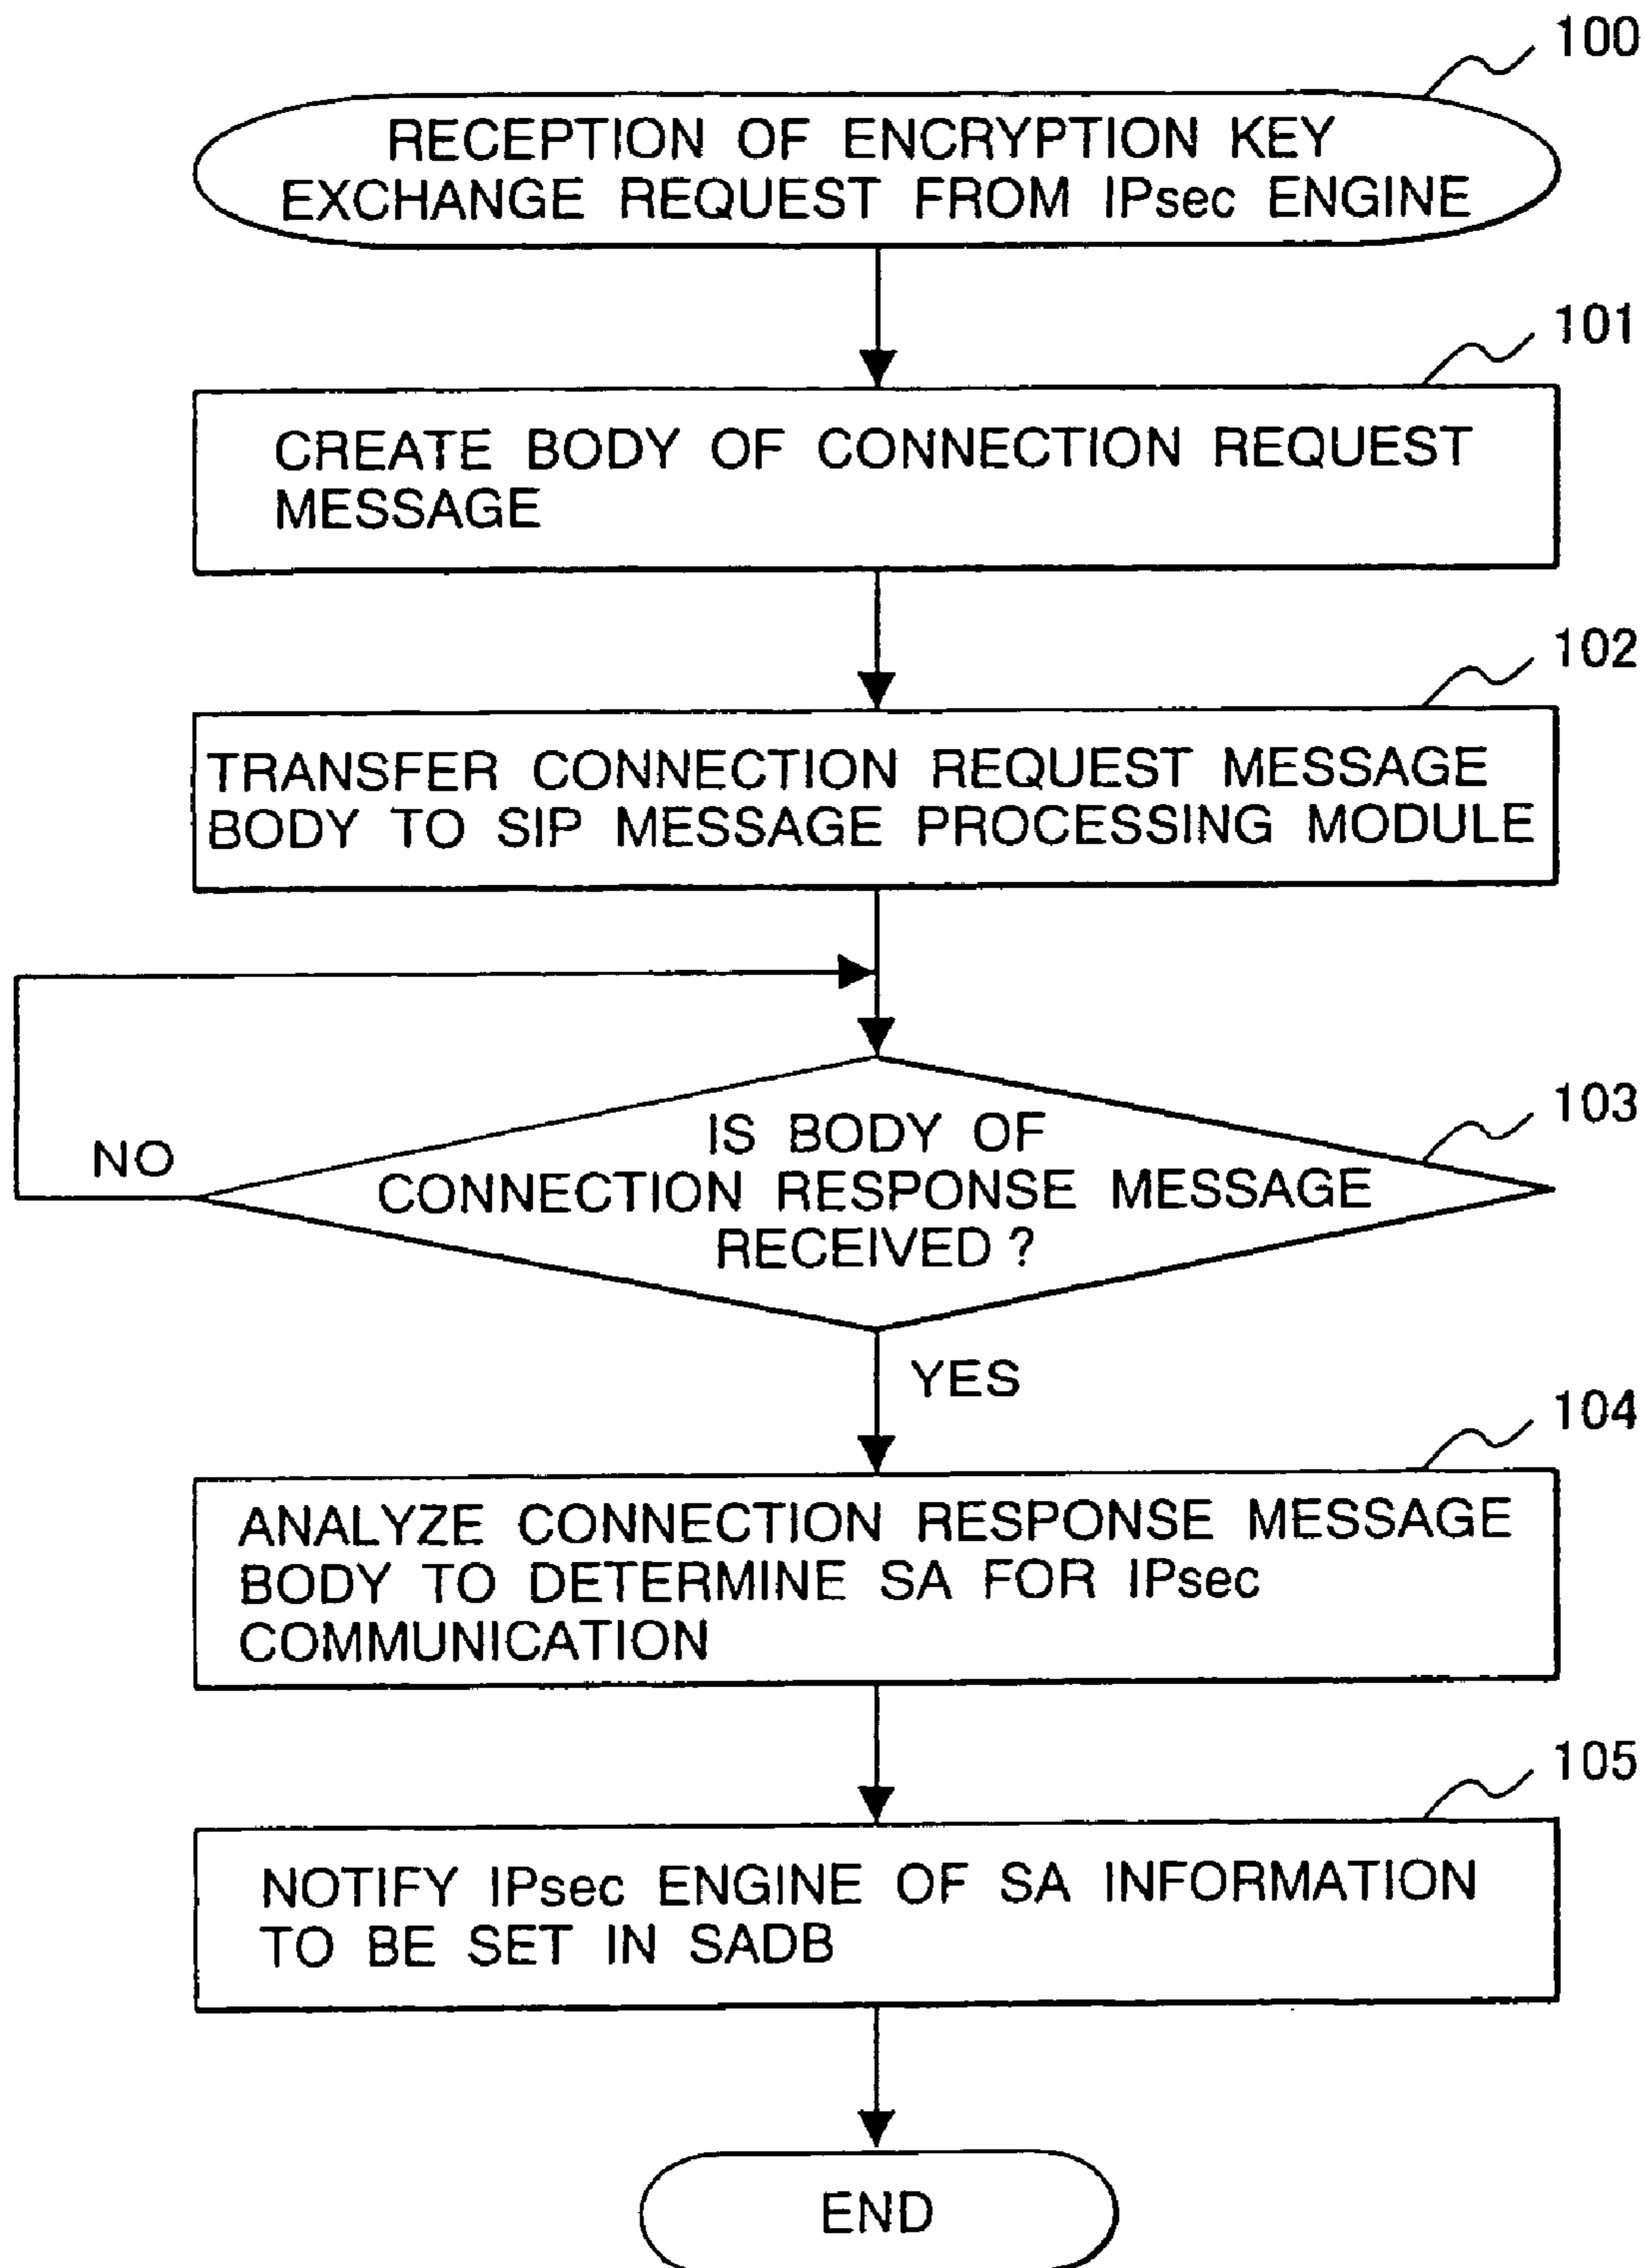 100
RECEPTION OF ENCRYPTION KEY
EXCHANGE REQUEST FROM IPsec ENGINE
101
CREATE BODY OF CONNECTION REQUEST
MESSAGE
102
TRANSFER CONNECTION REQUEST MESSAGE
BODY TO SIP MESSAGE PROCESSING MODULE
103
IS BODY OF
CONNECTION RESPONSE MESSAGE
RECEIVED ?
NO
YES
104
ANALYZE CONNECTION RESPONSE MESSAGE
BODY TO DETERMINE SA FOR IPsec
COMMUNICATION
105
NOTIFY IPsec ENGINE OF SA INFORMATION
TO BE SET IN SADB
END